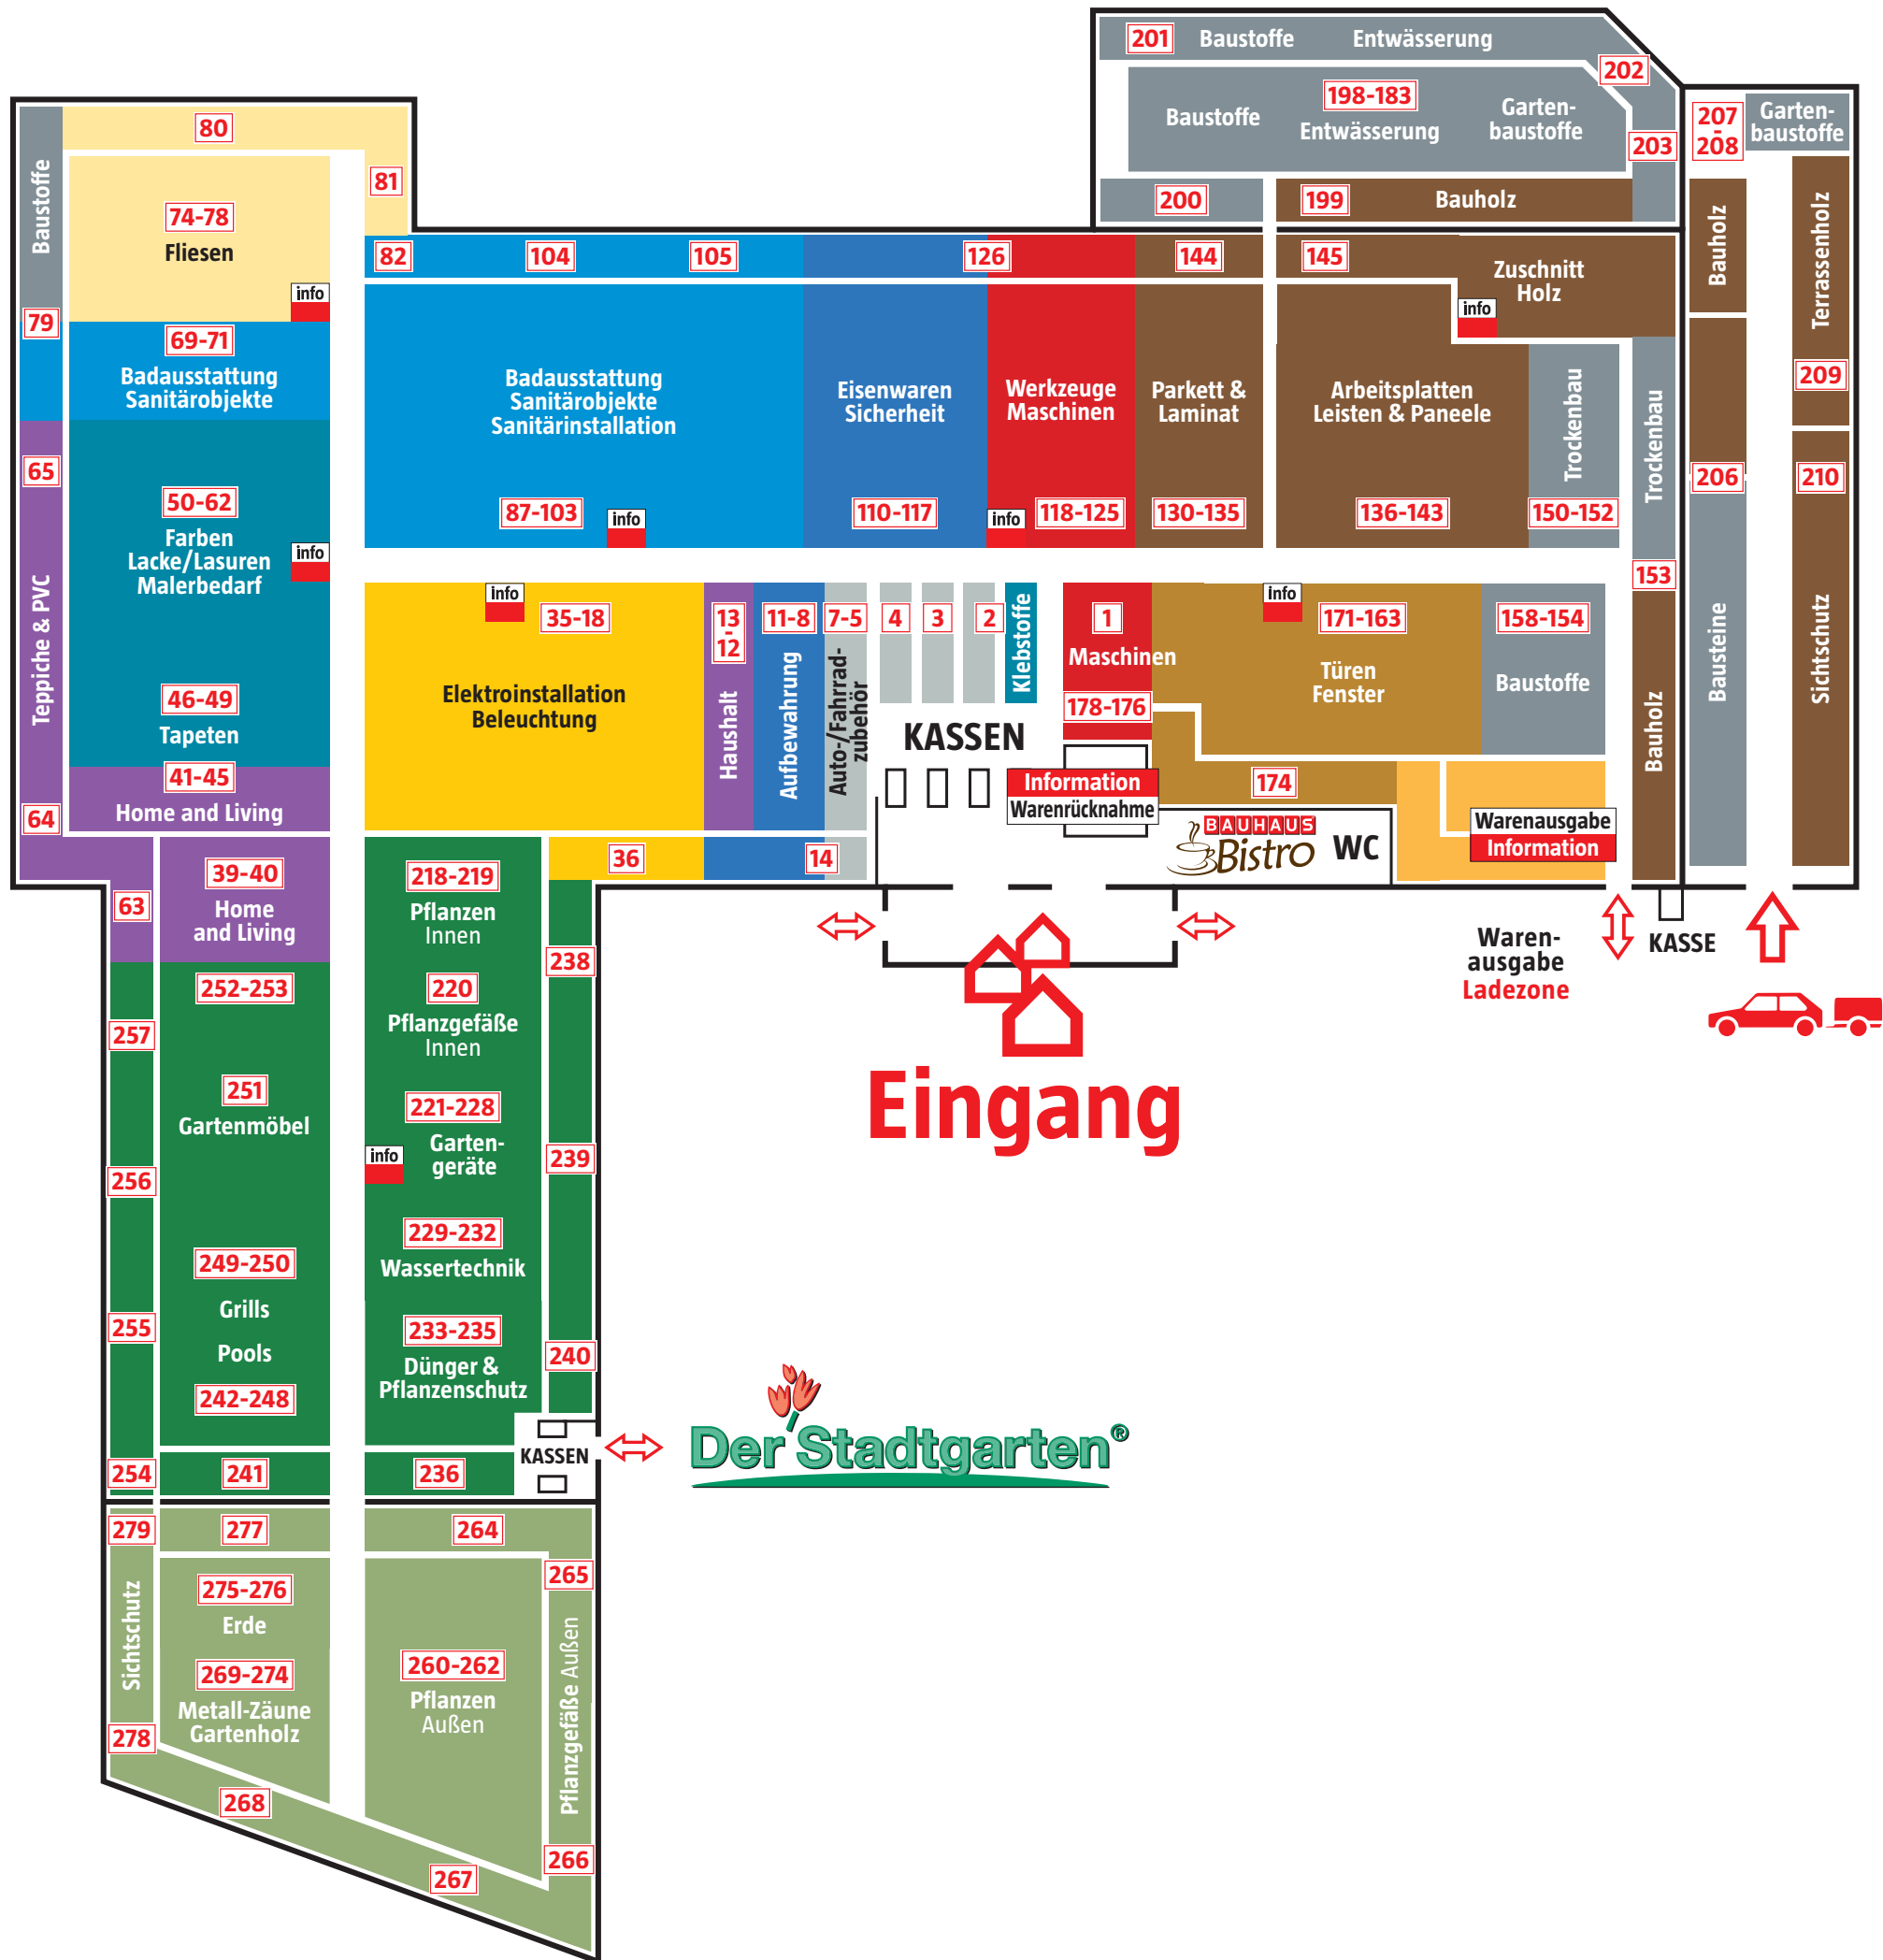 201
Baustoffe
Entwässerung
202
198-183
Baustoffe
Entwässerung
Garten-
baustoffe
203
207
-
208
Garten-
baustoffe
200
199
Bauholz
80
81
Baustoffe
74-78
Fliesen
info
79
69-71
Badausstattung
Sanitärobjekte
82
104
105
126
144
145
Zuschnitt
Holz
info
Bauholz
Terrassenholz
209
Badausstattung
Sanitärobjekte
Sanitärinstallation
87-103
info
Eisenwaren
Sicherheit
110-117
Werkzeuge
Maschinen
info
118-125
Parkett &
Laminat
130-135
Arbeitsplatten
Leisten & Paneele
136-143
Trockenbau
150-152
Trockenbau
153
206
210
65
50-62
Farben
Lacke/Lasuren
Malerbedarf
info
Teppiche & PVC
46-49
Tapeten
41-45
Home and Living
64
info
35-18
Elektroinstallation
Beleuchtung
13
-
12
Haushalt
11-8
Aufbewahrung
7-5
Auto-/Fahrrad-
zubehör
4
3
2
Klebstoffe
KASSEN
1
Maschinen
178-176
info
171-163
Türen
Fenster
158-154
Baustoffe
Bauholz
Bausteine
Sichtschutz
174
Information
Warenrücknahme
BAUHAUS
Bistro
WC
Warenausgabe
Information
36
14
63
39-40
Home
and Living
218-219
Pflanzen
Innen
238
Waren-
ausgabe
Ladezone
KASSE
Eingang
252-253
220
Pflanzgefäße
Innen
257
251
Gartenmöbel
221-228
Garten-
geräte
info
239
256
249-250
Grills
Pools
242-248
229-232
Wassertechnik
255
233-235
Dünger &
Pflanzenschutz
240
KASSEN
Der Stadtgarten®
254
241
236
279
277
264
265
Sichtschutz
275-276
Erde
269-274
Metall-Zäune
Gartenholz
260-262
Pflanzen
Außen
Pflanzgefäße Außen
278
268
267
266